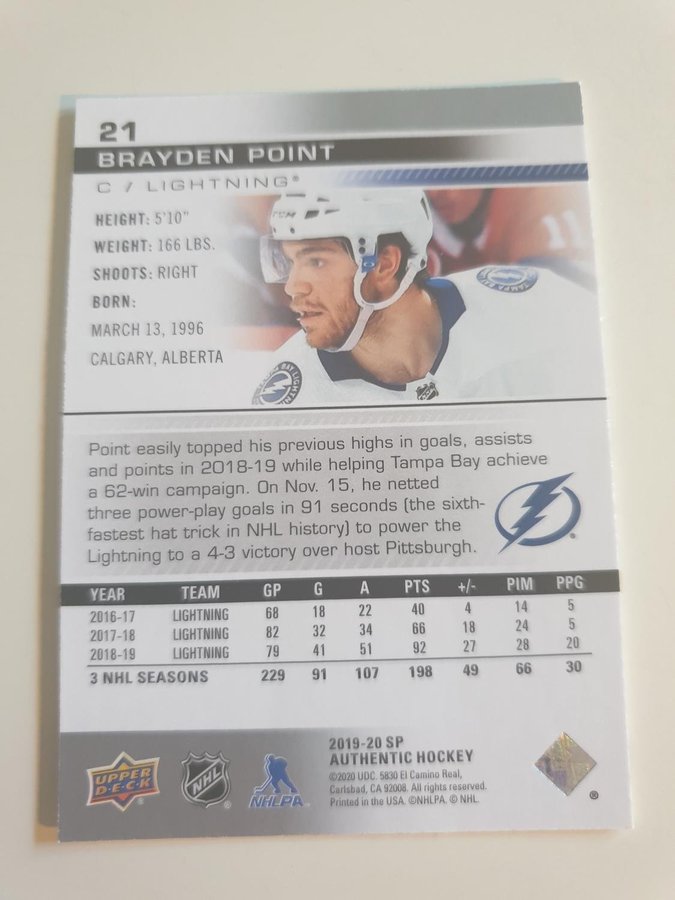 21
BRAYDEN POINT
C / LIGHTNING®
HEIGHT: 5'10"
WEIGHT: 166 LBS.
SHOOTS: RIGHT
BORN:
MARCH 13, 1996
CALGARY, ALBERTA
CCM
11
TAMPA BAY
TAMPA BAY LIGHTNING
Point easily topped his previous highs in goals, assists
and points in 2018-19 while helping Tampa Bay achieve
a 62-win campaign. On Nov. 15, he netted
three power-play goals in 91 seconds (the sixth-
fastest hat trick in NHL history) to power the
Lightning to a 4-3 victory over host Pittsburgh.
®
YEAR TEAM GP G A PTS +/- PIM PPG
2016-17 LIGHTNING 68 18 22 40 4 14 5
2017-18 LIGHTNING 82 32 34 66 18 24 5
2018-19 LIGHTNING 79 41 51 92 27 28 20
3 NHL SEASONS 229 91 107 198 49 66 30
UPPER
DECK
®
NHL
®
NHLPA
2019-20 SP
AUTHENTIC HOCKEY
©2020 UDC. 5830 El Camino Real,
Carlsbad, CA 92008. All rights reserved.
Printed in the USA. ©NHLPA. © NHL.
®